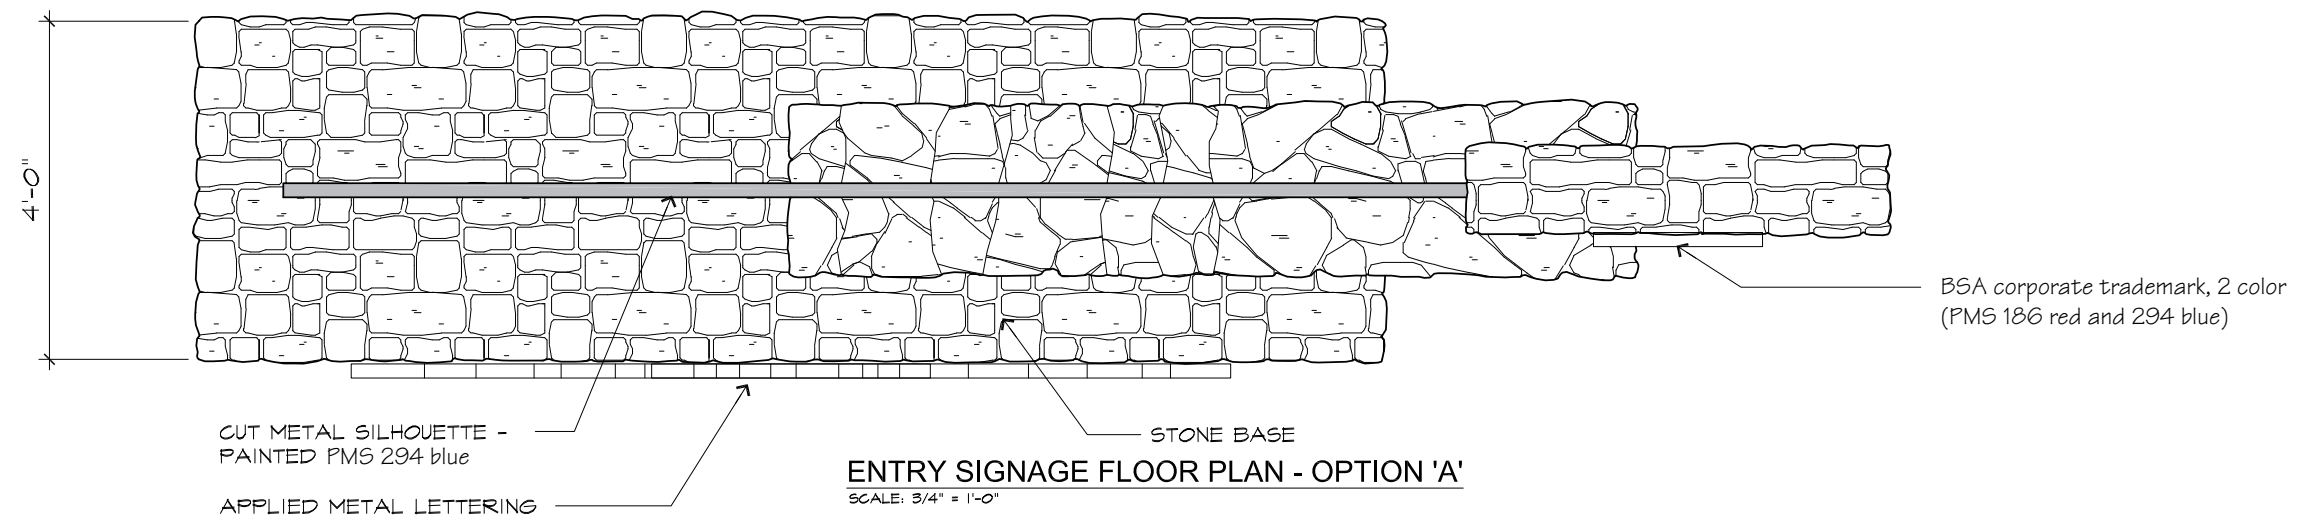 4'-0"
BSA corporate trademark, 2 color
(PMS 186 red and 294 blue)
CUT METAL SILHOUETTE -
PAINTED PMS 294 blue
STONE BASE
ENTRY SIGNAGE FLOOR PLAN - OPTION 'A'
SCALE: 3/4" = 1'-0"
APPLIED METAL LETTERING